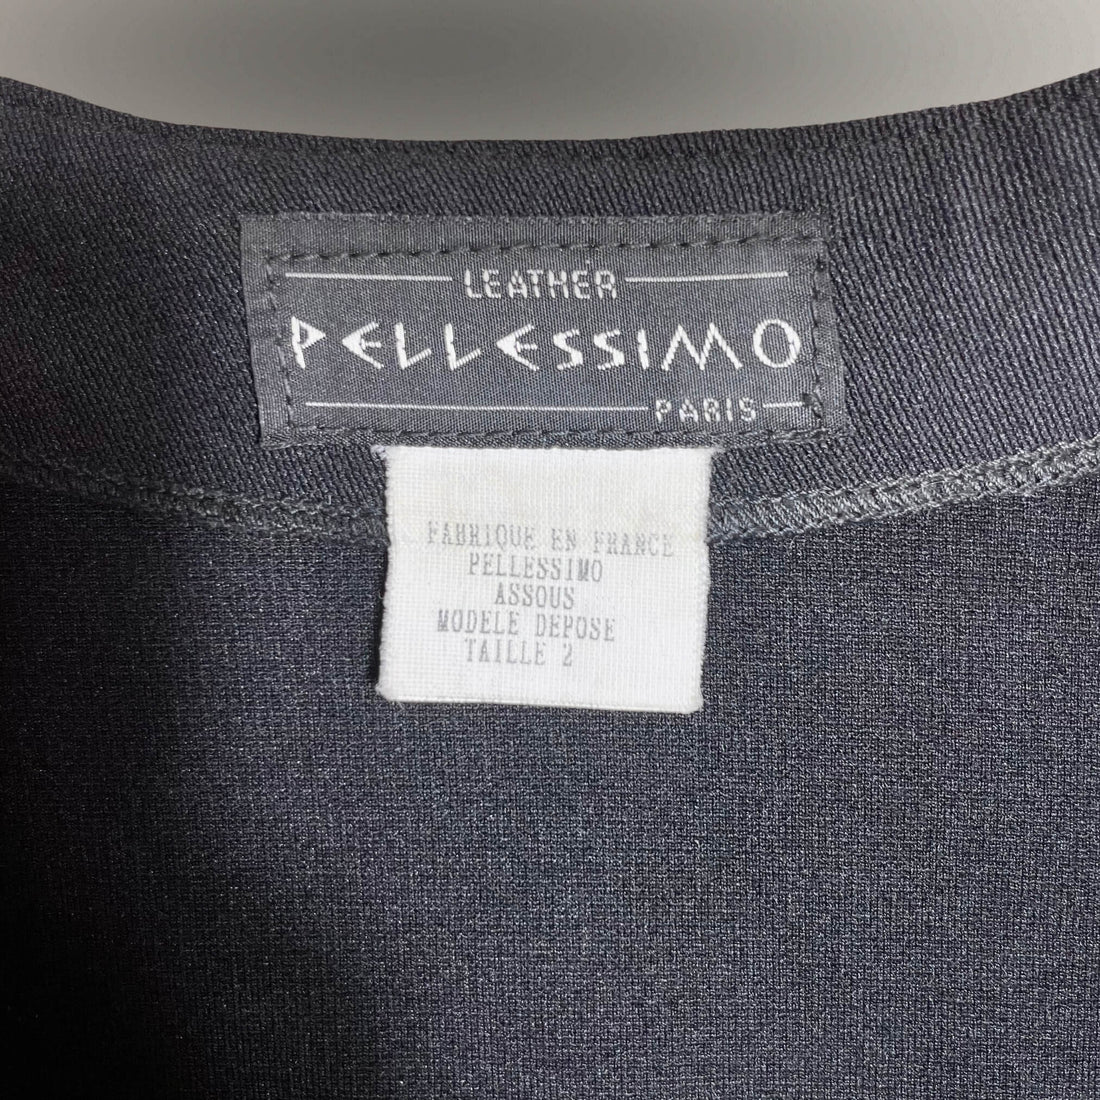 LEATHER
PELLESSIMO
PARIS
FABRIQUE EN FRANCE
PELLESSIMO
ASSOUS
MODELE DEPOSE
TAILLE 2